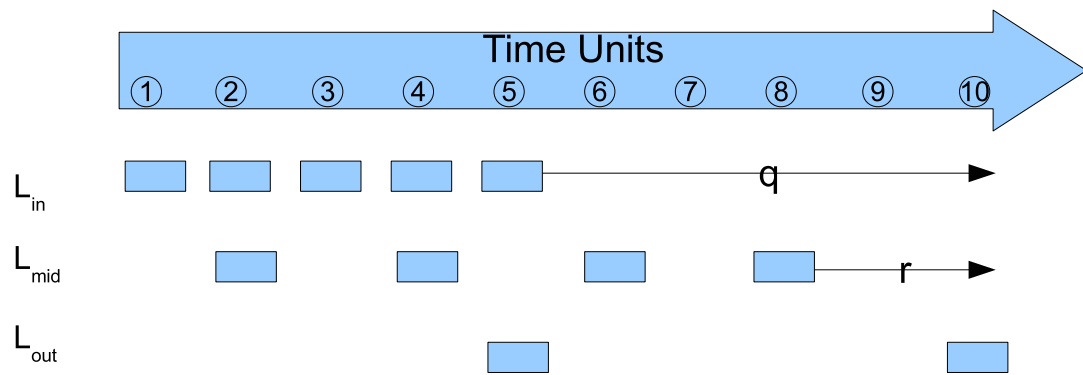 Time Units
① ② ③ ④ ⑤ ⑥ ⑦ ⑧ ⑨ ⑩
L_in q
L_mid r
L_out